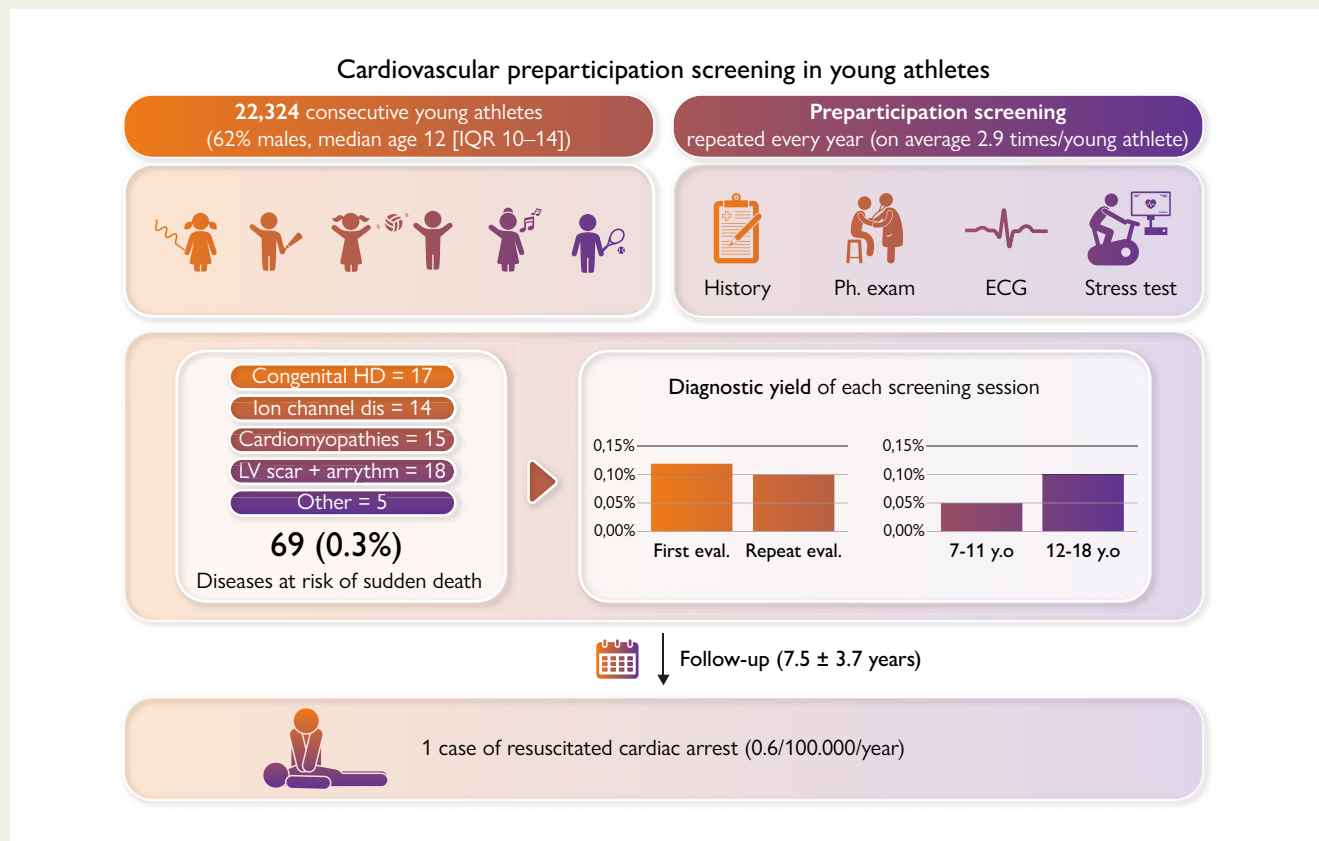 Cardiovascular preparticipation screening in young athletes
22,324 consecutive young athletes
(62% males, median age 12 [IQR 10–14])
Preparticipation screening
repeated every year (on average 2.9 times/young athlete)
History
Ph. exam
ECG
Stress test
Congenital HD = 17
Ion channel dis = 14
Cardiomyopathies = 15
LV scar + arrythm = 18
Other = 5
69 (0.3%)
Diseases at risk of sudden death
Diagnostic yield of each screening session
0,15%
0,10%
0,05%
0,00%
First eval.
Repeat eval.
0,15%
0,10%
0,05%
0,00%
7-11 y.o
12-18 y.o
Follow-up (7.5 ± 3.7 years)
1 case of resuscitated cardiac arrest (0.6/100.000/year)